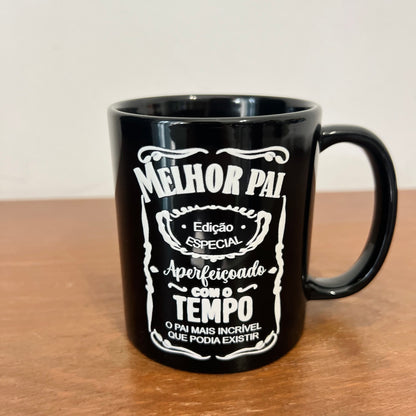 MELHOR PAI
Edição
ESPECIAL
Aperfeiçoado
COM O
TEMPO
O PAI MAIS INCRÍVEL
QUE PODIA EXISTIR